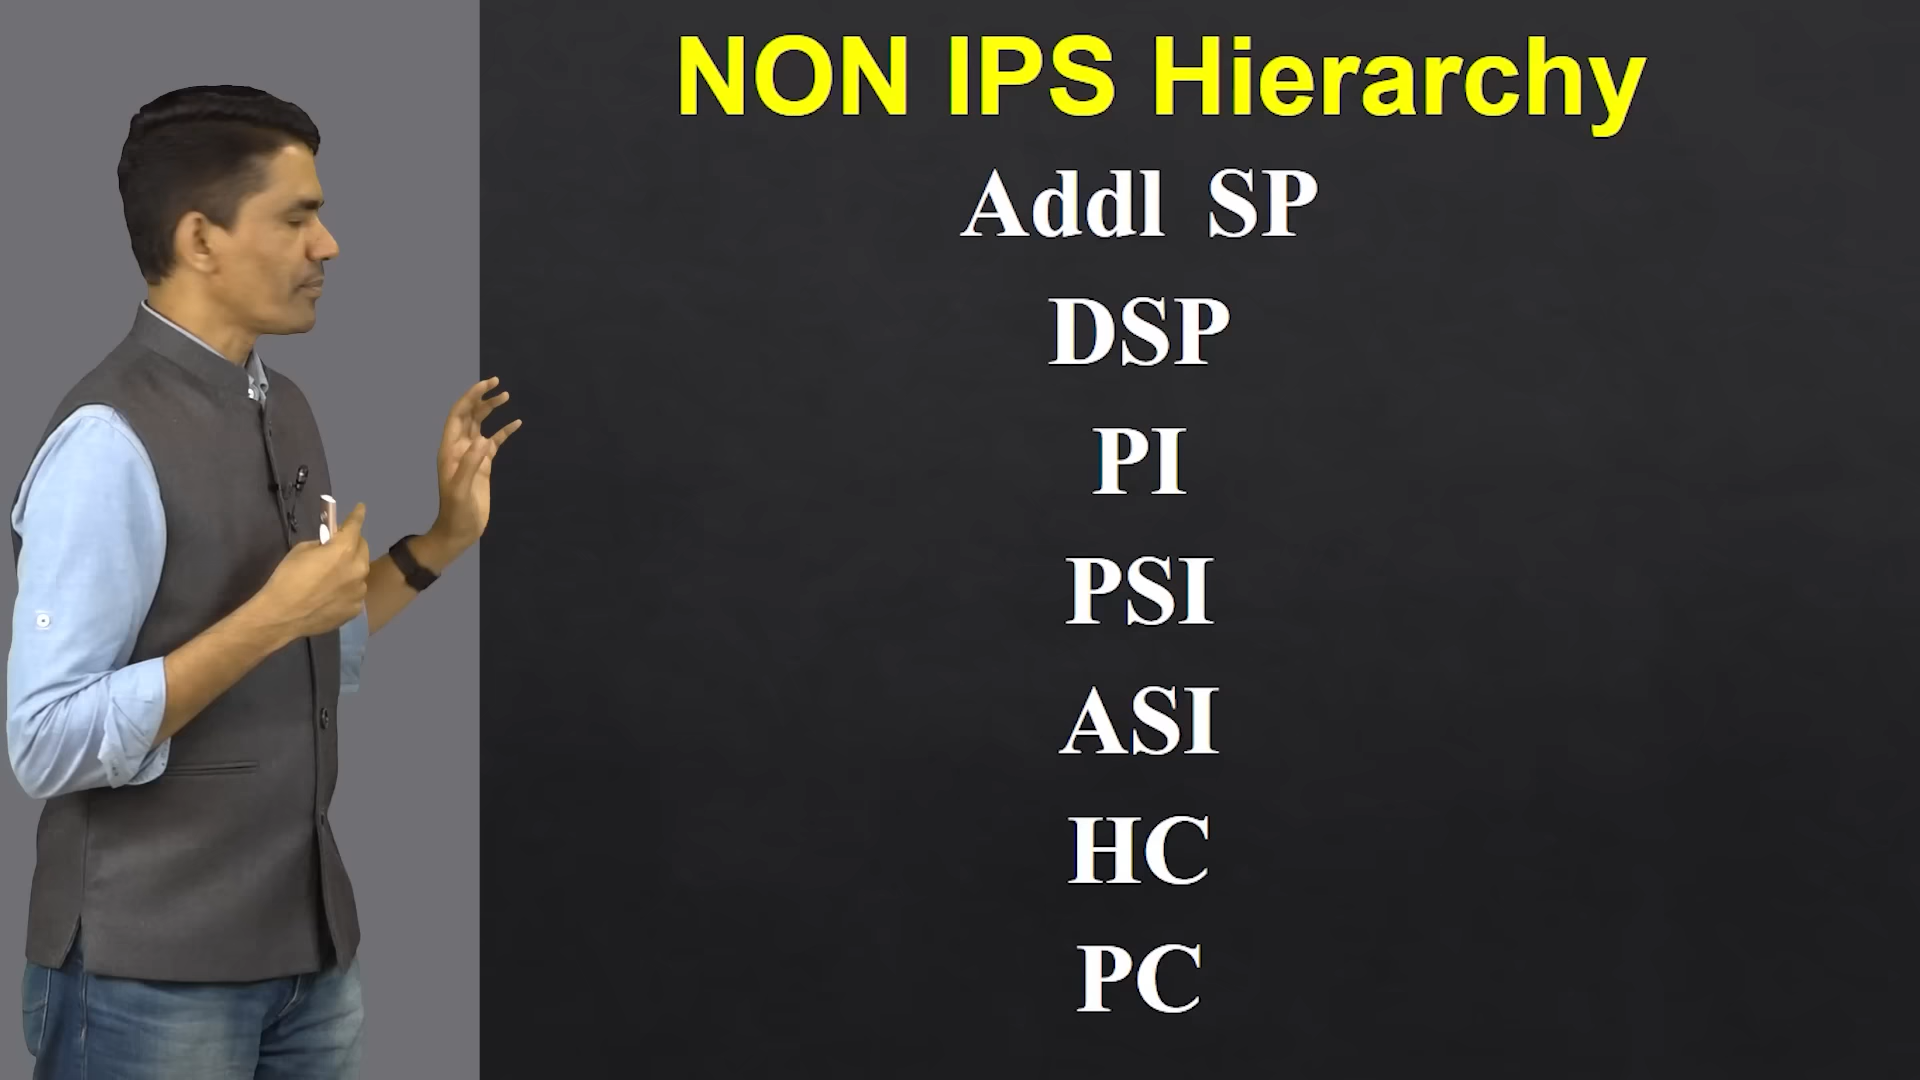 NON IPS Hierarchy
Addl SP
DSP
PI
PSI
ASI
HC
PC